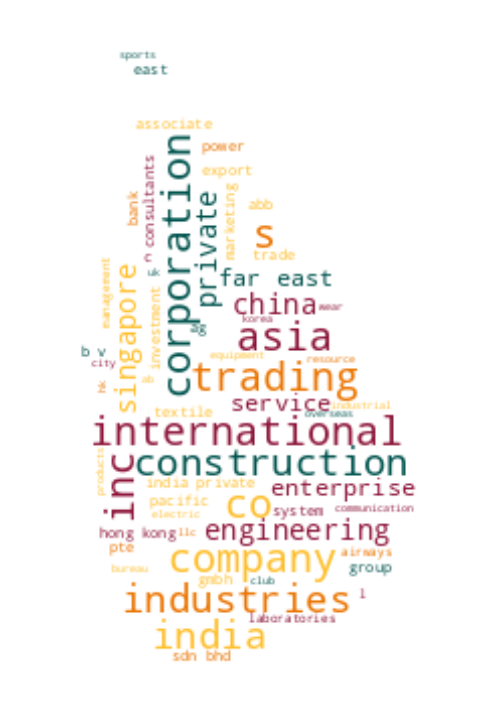 sports
east
associate
corporation
power
consultants
export
bank
private
marketing
abb
s
trade
c
uk
far east
management
singapore
investment
china
wear
korea
ag
asia
b v
city
equipment
resource
trading
hk
service
industrial
textile
overseas
international
construction
inc
products
india private
enterprise
pacific
co
electric
system
communication
engineering
hong kong
llc
pte
company
airways
group
bureau
gmbh
club
industries
l
laboratories
india
sdn bhd